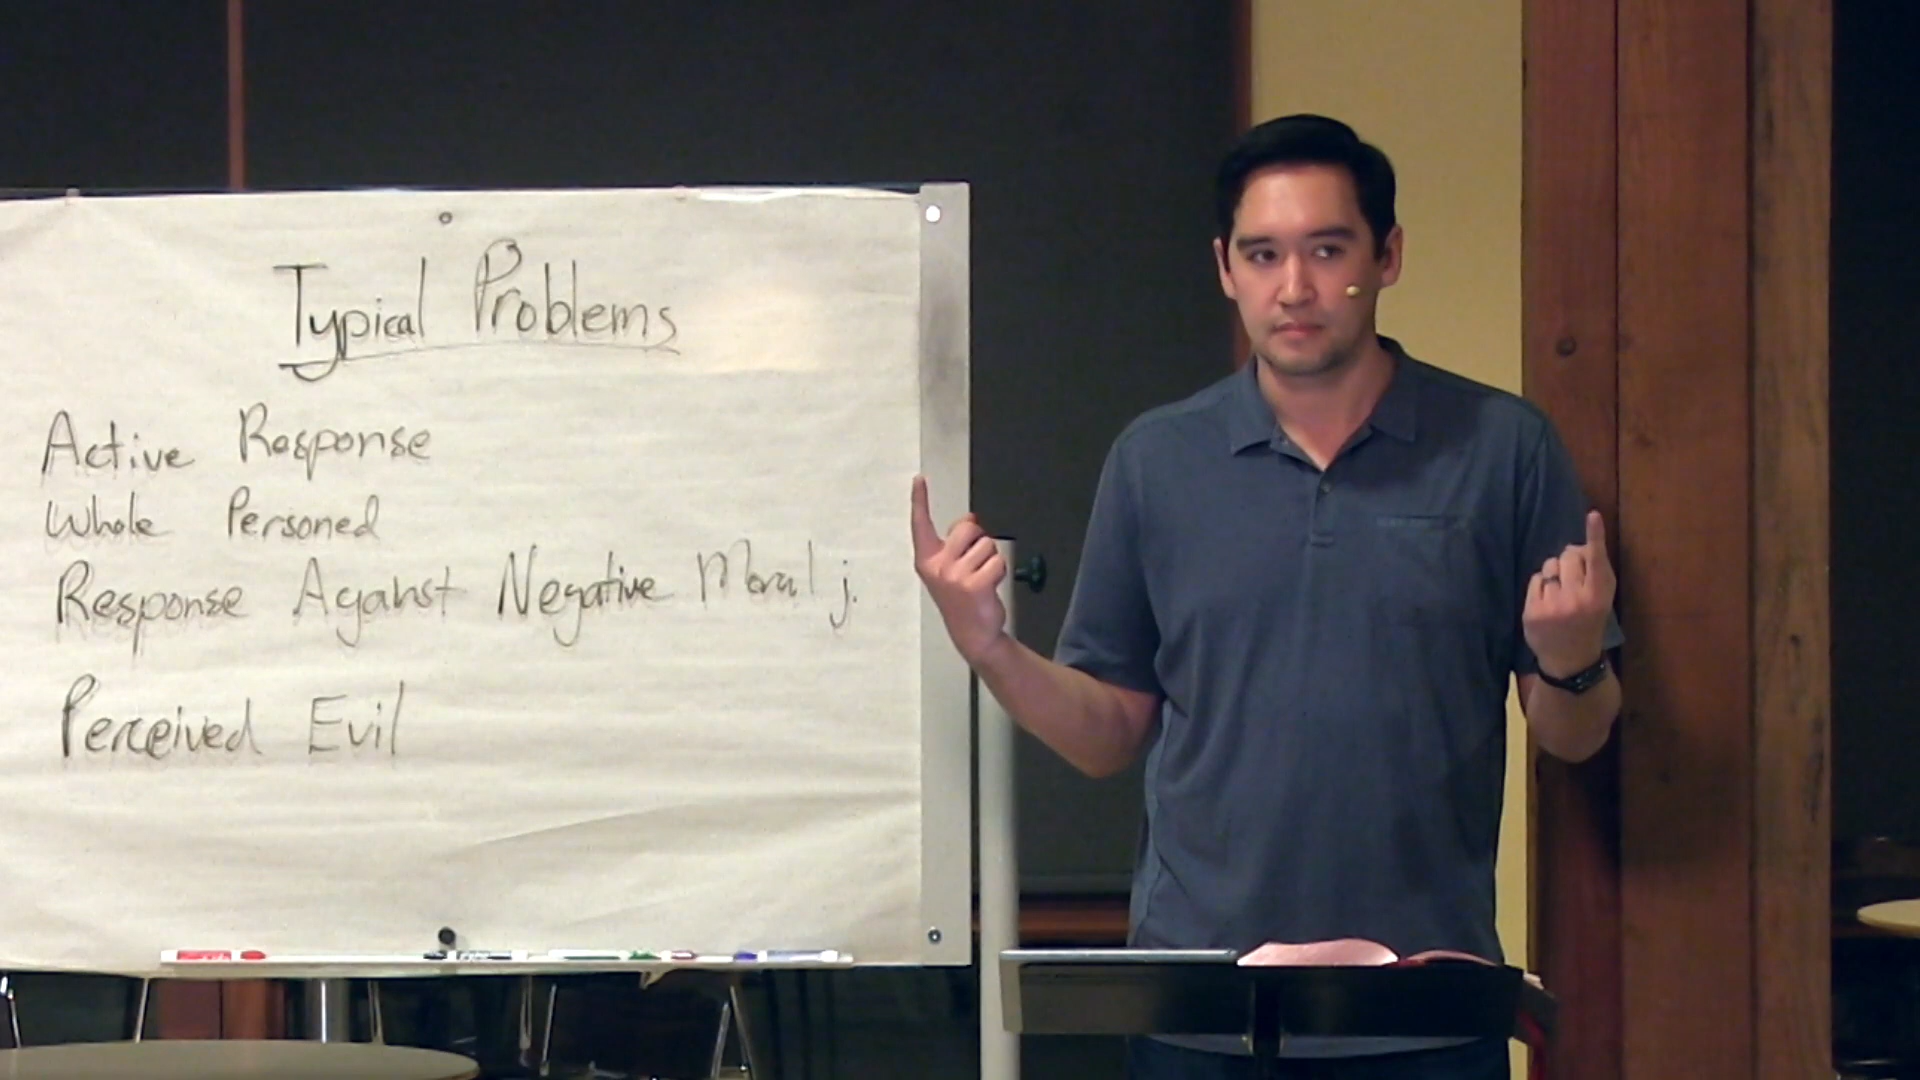 Typical Problems
Active Response
Whole Personed
Response Against Negative Moral j.
Perceived Evil